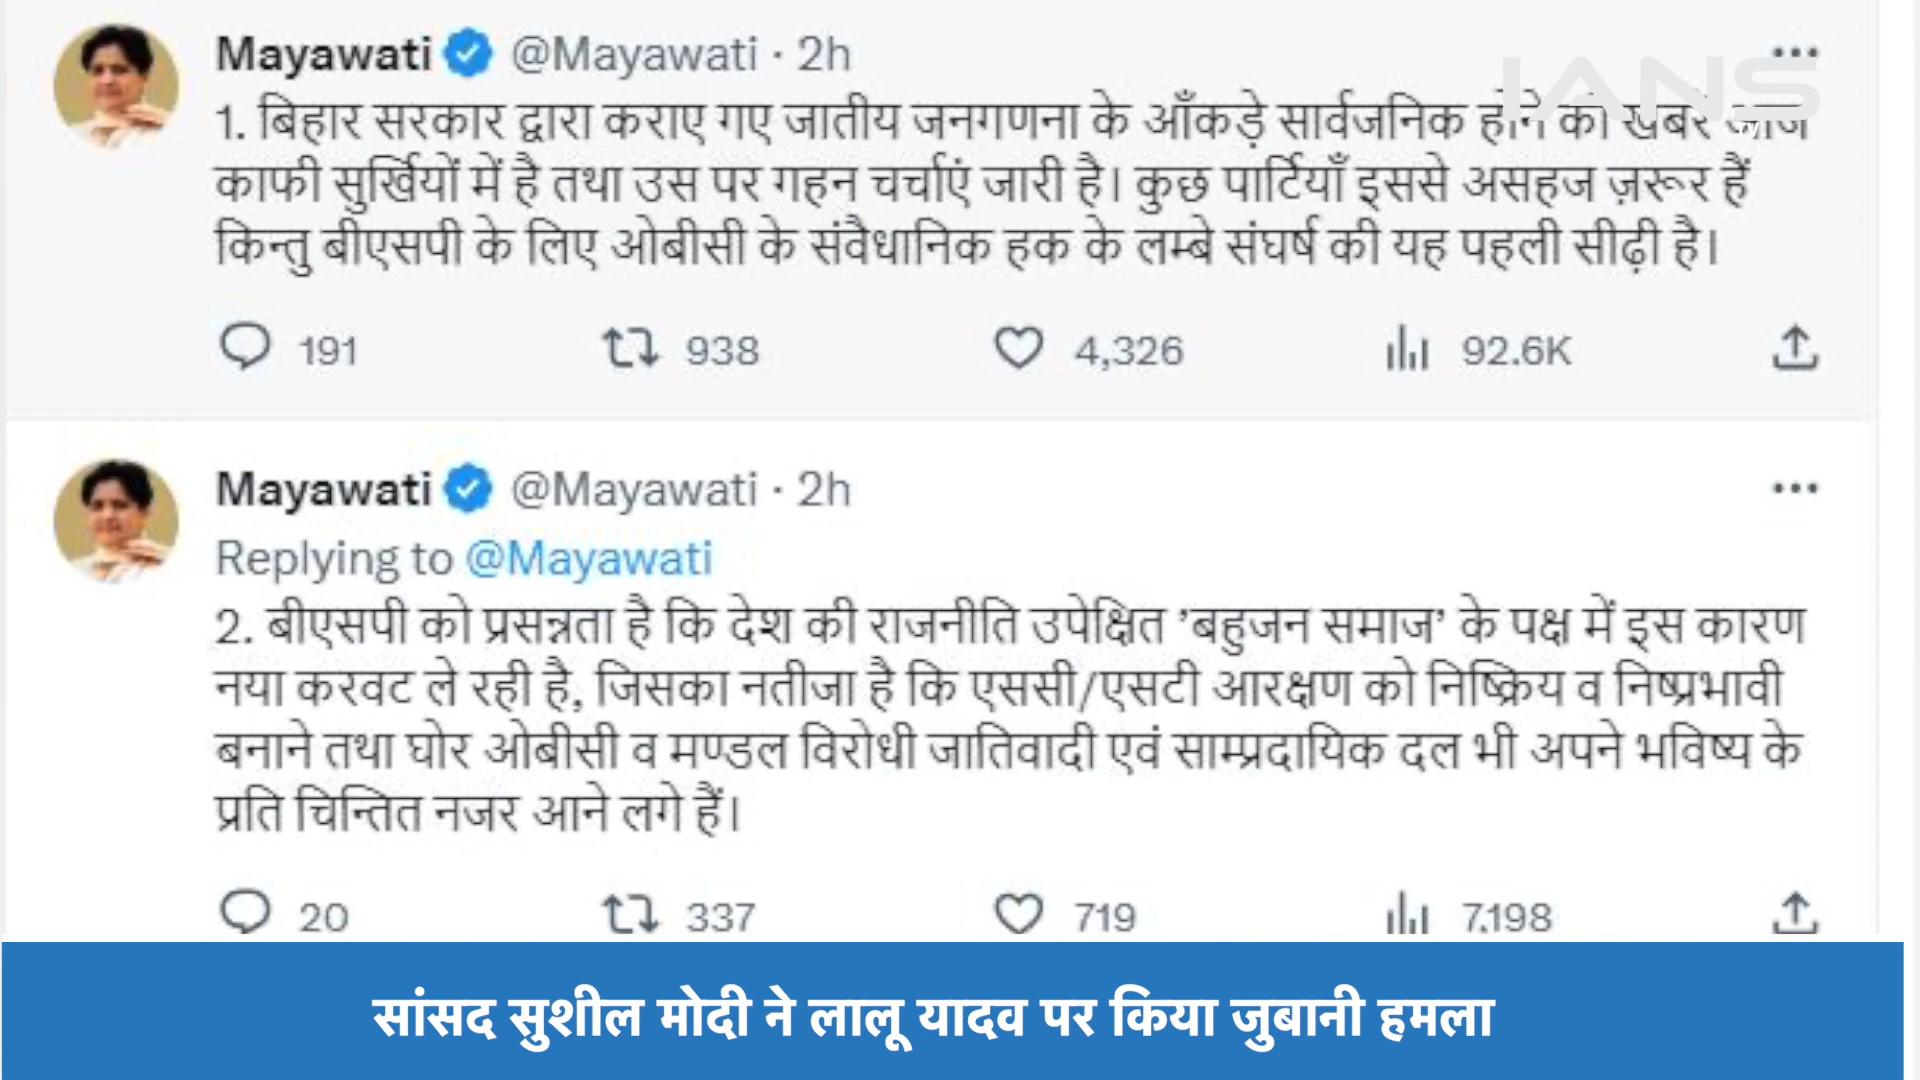 Mayawati @Mayawati · 2h
IANS
TV
1. बिहार सरकार द्वारा कराए गए जातीय जनगणना के आँकड़े सार्वजनिक होने की खबरें आज
काफी सुर्खियों में है तथा उस पर गहन चर्चाएं जारी है। कुछ पार्टियाँ इससे असहज ज़रूर हैं
किन्तु बीएसपी के लिए ओबीसी के संवैधानिक हक के लम्बे संघर्ष की यह पहली सीढ़ी है।
191 938 4,326 92.6K
Mayawati @Mayawati · 2h
Replying to @Mayawati
2. बीएसपी को प्रसन्नता है कि देश की राजनीति उपेक्षित ’बहुजन समाज’ के पक्ष में इस कारण
नया करवट ले रही है, जिसका नतीजा है कि एससी/एसटी आरक्षण को निष्क्रिय व निष्प्रभावी
बनाने तथा घोर ओबीसी व मण्डल विरोधी जातिवादी एवं साम्प्रदायिक दल भी अपने भविष्य के
प्रति चिन्तित नजर आने लगे हैं।
20 337 719 7,198
सांसद सुशील मोदी ने लालू यादव पर किया जुबानी हमला